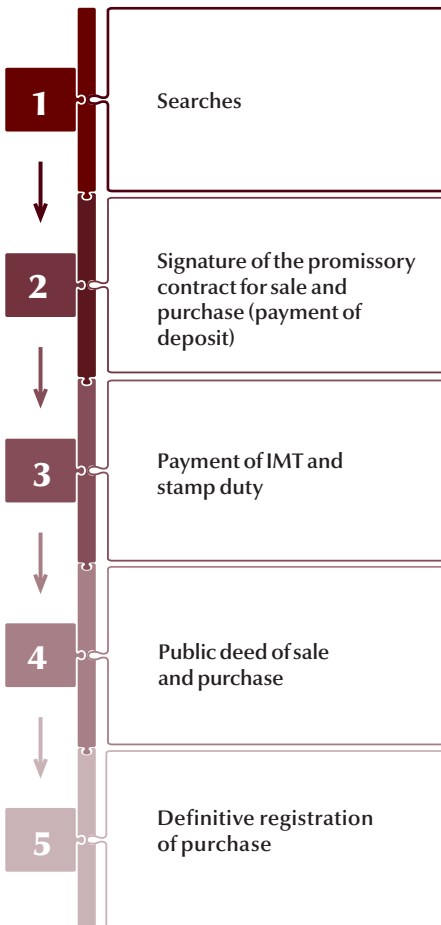 1
Searches
2
Signature of the promissory
contract for sale and
purchase (payment of
deposit)
3
Payment of IMT and
stamp duty
4
Public deed of sale
and purchase
5
Definitive registration
of purchase